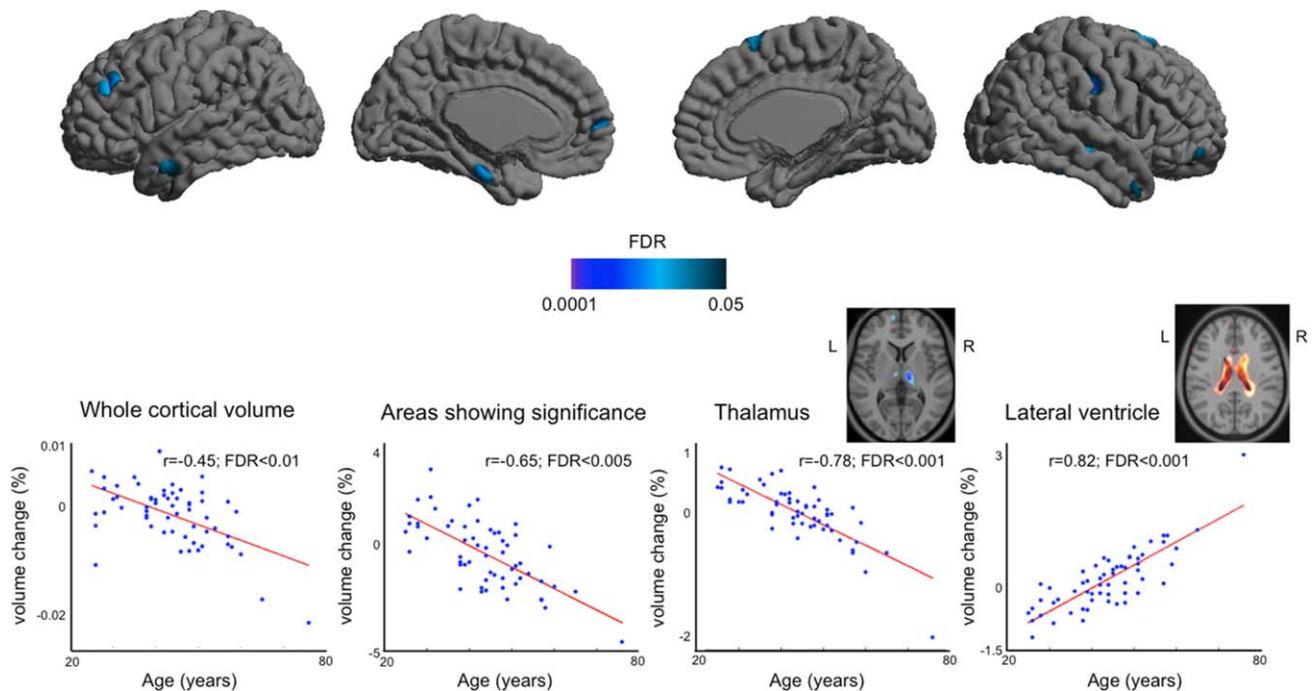 FDR
0.0001
0.05
L
R
L
R
Whole cortical volume
Areas showing significance
Thalamus
Lateral ventricle
r=-0.45; FDR<0.01
r=-0.65; FDR<0.005
r=-0.78; FDR<0.001
r=0.82; FDR<0.001
volume change (%)
0.01
0
-0.02
20
80
Age (years)
volume change (%)
4
0
-5
20
80
Age (years)
volume change (%)
1
0
-2
20
80
Age (years)
volume change (%)
3
0
-1.5
20
80
Age (years)